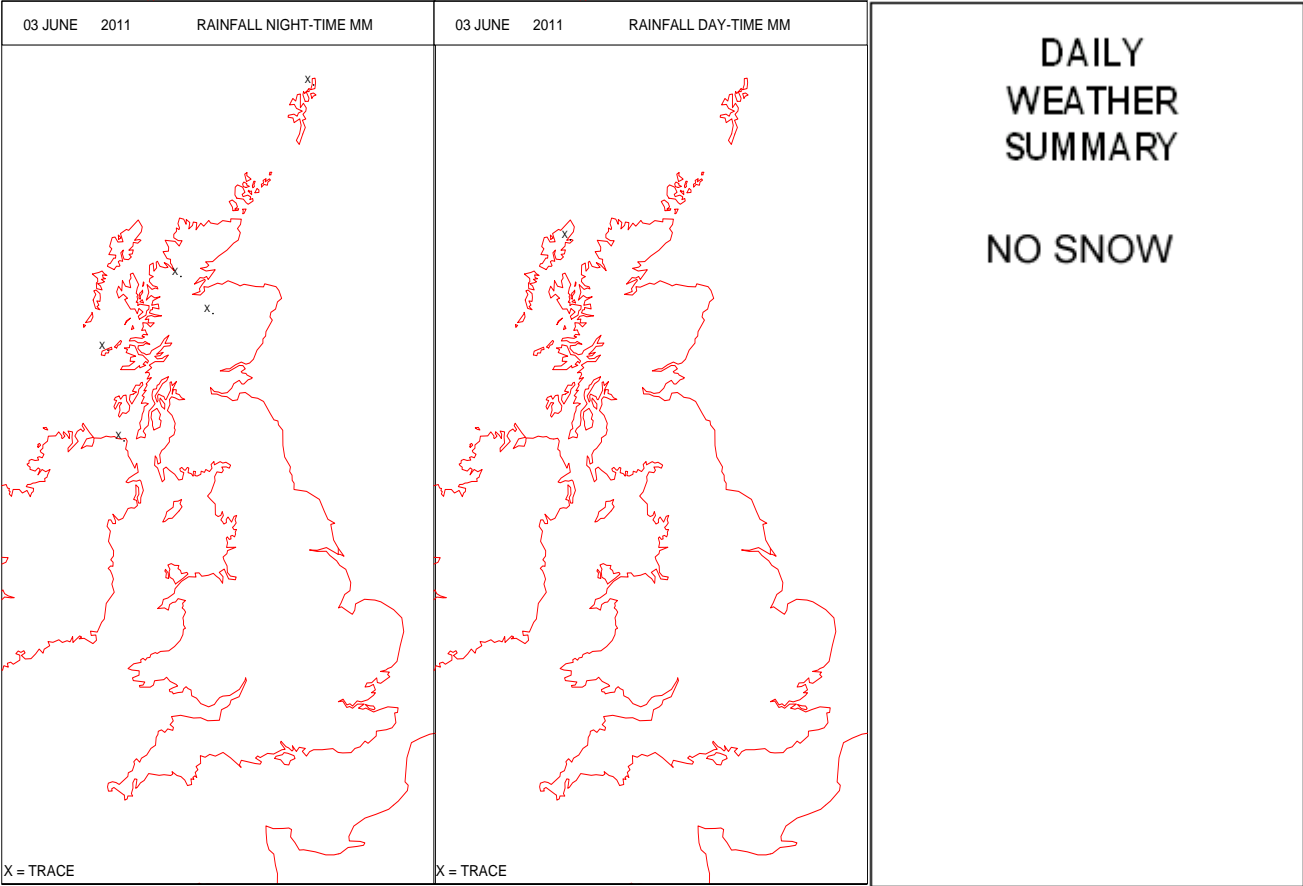 03 JUNE 2011 RAINFALL NIGHT-TIME MM
X
X
X
X
X
X = TRACE
03 JUNE 2011 RAINFALL DAY-TIME MM
X
X = TRACE
DAILY
WEATHER
SUMMARY
NO SNOW